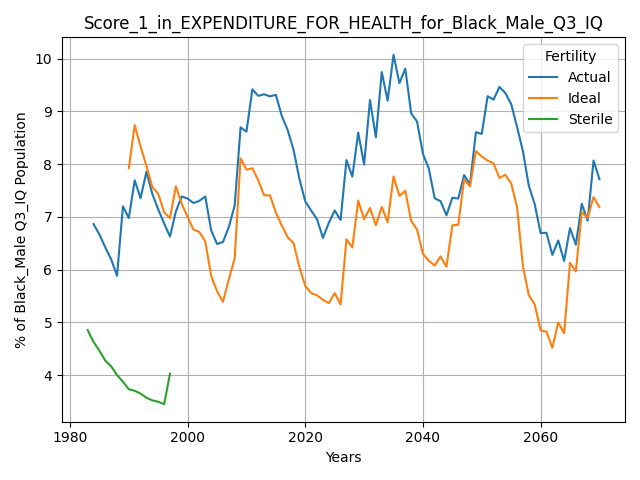 Score_1_in_EXPENDITURE_FOR_HEALTH_for_Black_Male_Q3_IQ
Fertility
Actual
Ideal
Sterile
% of Black_Male Q3_IQ Population
10
9
8
7
6
5
4
1980
2000
2020
2040
2060
Years